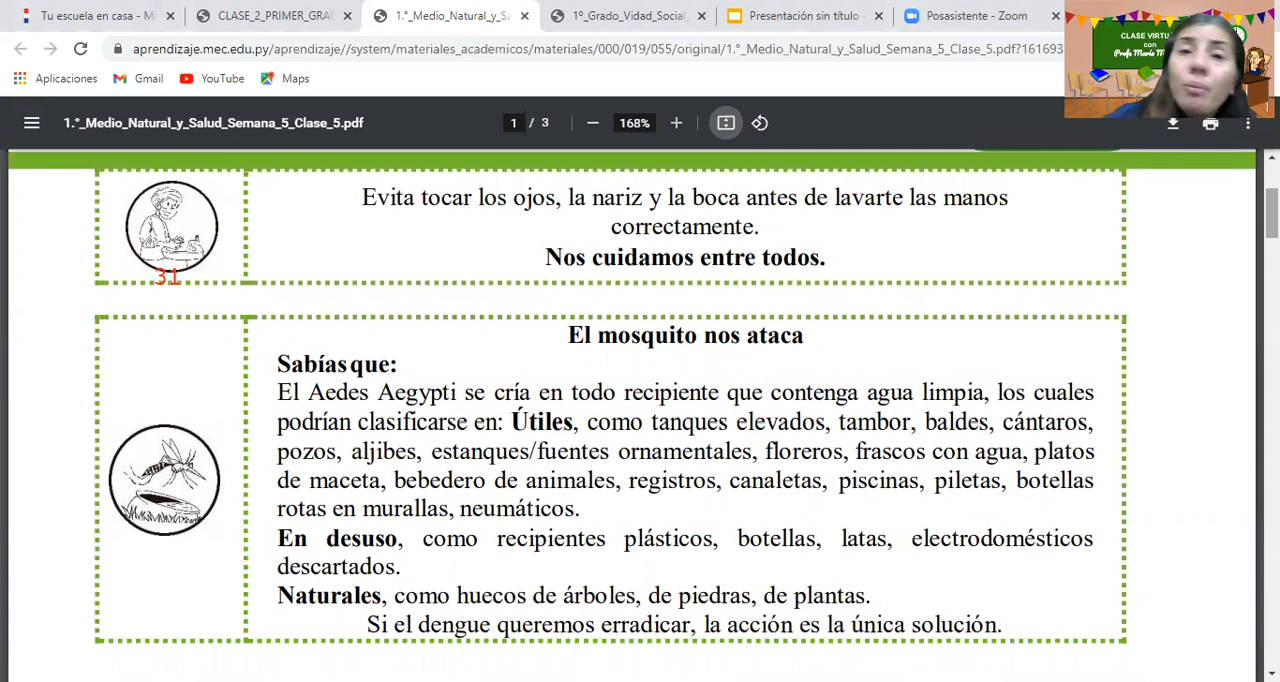 Tu escuela en casa - Mi
CLASE_2_PRIMER_GRA
1.°_Medio_Natural_y_Sa
1º_Grado_Vidad_Social_
Presentación sin título
Posasistente - Zoom
aprendizaje.mec.edu.py/aprendizaje//system/materiales_academicos/materiales/000/019/055/original/1.°_Medio_Natural_y_Salud_Semana_5_Clase_5.pdf?161693
Aplicaciones
Gmail
YouTube
Maps
CLASE VIRTU
con
Profe María M
1.°_Medio_Natural_y_Salud_Semana_5_Clase_5.pdf
1 / 3
168%
Evita tocar los ojos, la nariz y la boca antes de lavarte las manos
correctamente.
Nos cuidamos entre todos.
31
El mosquito nos ataca
Sabías que:
El Aedes Aegypti se cría en todo recipiente que contenga agua limpia, los cuales
podrían clasificarse en: Útiles, como tanques elevados, tambor, baldes, cántaros,
pozos, aljibes, estanques/fuentes ornamentales, floreros, frascos con agua, platos
de maceta, bebedero de animales, registros, canaletas, piscinas, piletas, botellas
rotas en murallas, neumáticos.
En desuso, como recipientes plásticos, botellas, latas, electrodomésticos
descartados.
Naturales, como huecos de árboles, de piedras, de plantas.
Si el dengue queremos erradicar, la acción es la única solución.